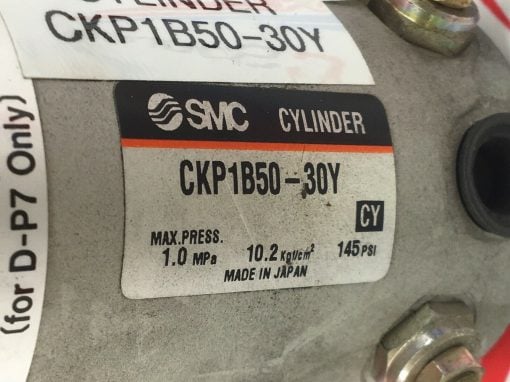 CYLINDER
CKP1B50-30Y
(for D-P7 Only)
SMC CYLINDER
CKP1B50-30Y
CY
MAX.PRESS.
1.0 MPa 10.2 Kgf/cm² 145 PSI
MADE IN JAPAN